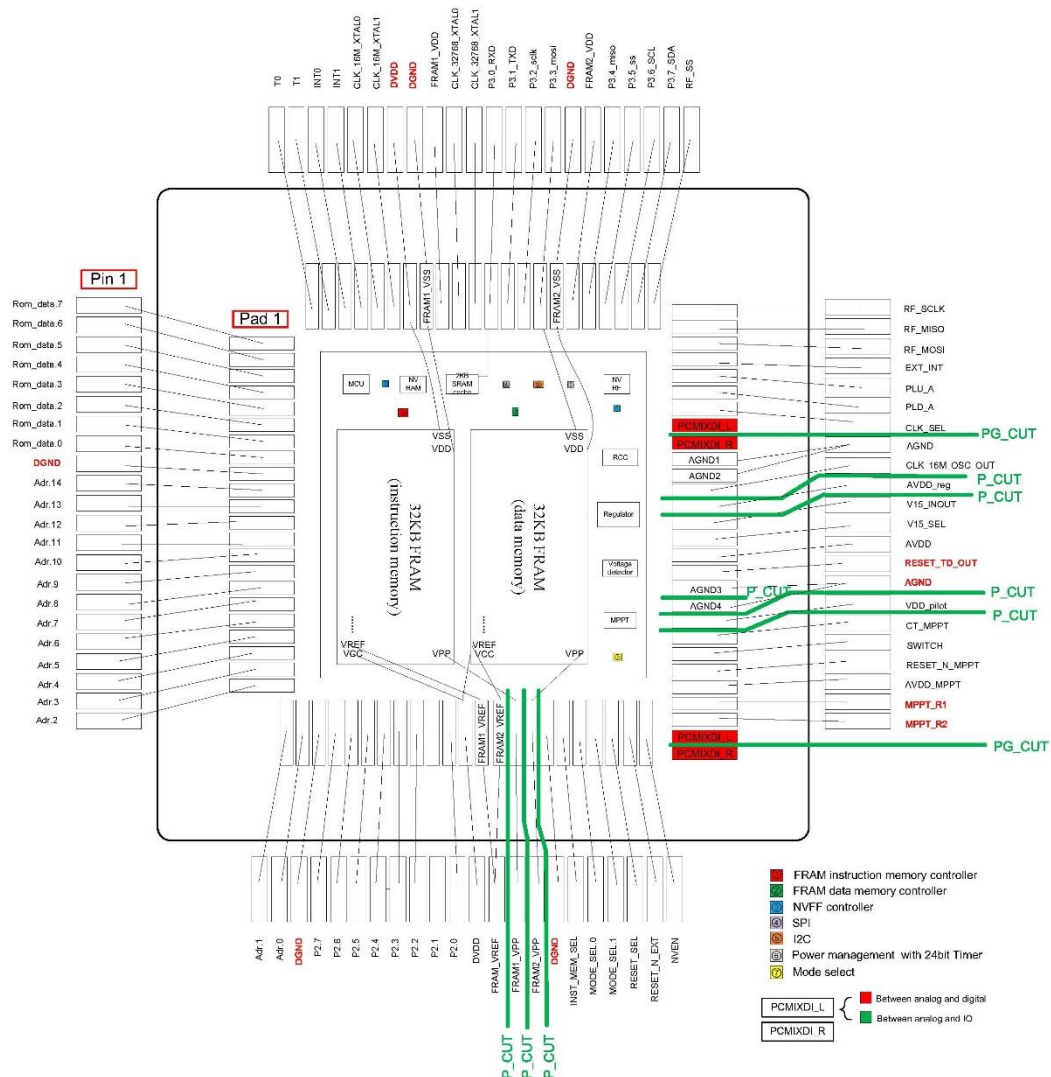 T0
T1
INT0
INT1
CLK_16M_XTAL0
CLK_16M_XTAL1
DVDD
DGND
FRAM1_VDD
CLK_32768_XTAL0
CLK_32768_XTAL1
P3.0_RXD
P3.1_TXD
P3.2_sclk
P3.3_mosi
DGND
FRAM2_VDD
P3.4_miso
P3.5_ss
P3.6_SCL
P3.7_SDA
RF_SS
Pin 1
Rom_data.7
Rom_data.6
Rom_data.5
Rom_data.4
Rom_data.3
Rom_data.2
Rom_data.1
Rom_data.0
DGND
Adr.14
Adr.13
Adr.12
Adr.11
Adr.10
Adr.9
Adr.8
Adr.7
Adr.6
Adr.5
Adr.4
Adr.3
Adr.2
Pad 1
FRAM1_VSS
FRAM2_VSS
MCU
NV
RAM
2KB
SRAM
cache
NV
RF
VSS
VDD
VSS
VDD
32KB FRAM
(instruction memory)
32KB FRAM
(data memory)
RCC
Regulator
Voltage
detector
MPPT
VREF
VCC
VPP
VREF
VCC
VPP
FRAM1_VREF
FRAM2_VREF
PCMIXDI_L
PCMIXDI_R
AGND1
AGND2
AGND3
AGND4
PCMIXDI_L
PCMIXDI_R
RF_SCLK
RF_MISO
RF_MOSI
EXT_INT
PLU_A
PLD_A
CLK_SEL
AGND
CLK_16M_OSC_OUT
AVDD_reg
V15_INOUT
V15_SEL
AVDD
RESET_TD_OUT
AGND
VDD_pilot
CT_MPPT
SWITCH
RESET_N_MPPT
AVDD_MPPT
MPPT_R1
MPPT_R2
PG_CUT
P_CUT
P_CUT
P_CUT
P_CUT
P_CUT
PG_CUT
Adr.1
Adr.0
DGND
P2.7
P2.6
P2.5
P2.4
P2.3
P2.2
P2.1
P2.0
DVDD
FRAM_VREF
FRAM1_VPP
FRAM2_VPP
DGND
INST_MEM_SEL
MODE_SEL.0
MODE_SEL.1
RESET_SEL
RESET_N_EXT
NVEN
P_CUT
P_CUT
P_CUT
FRAM instruction memory controller
FRAM data memory controller
NVFF controller
④ SPI
I2C
Power management with 24bit Timer
⑦ Mode select
PCMIXDI_L
PCMIXDI_R
Between analog and digital
Between analog and IO